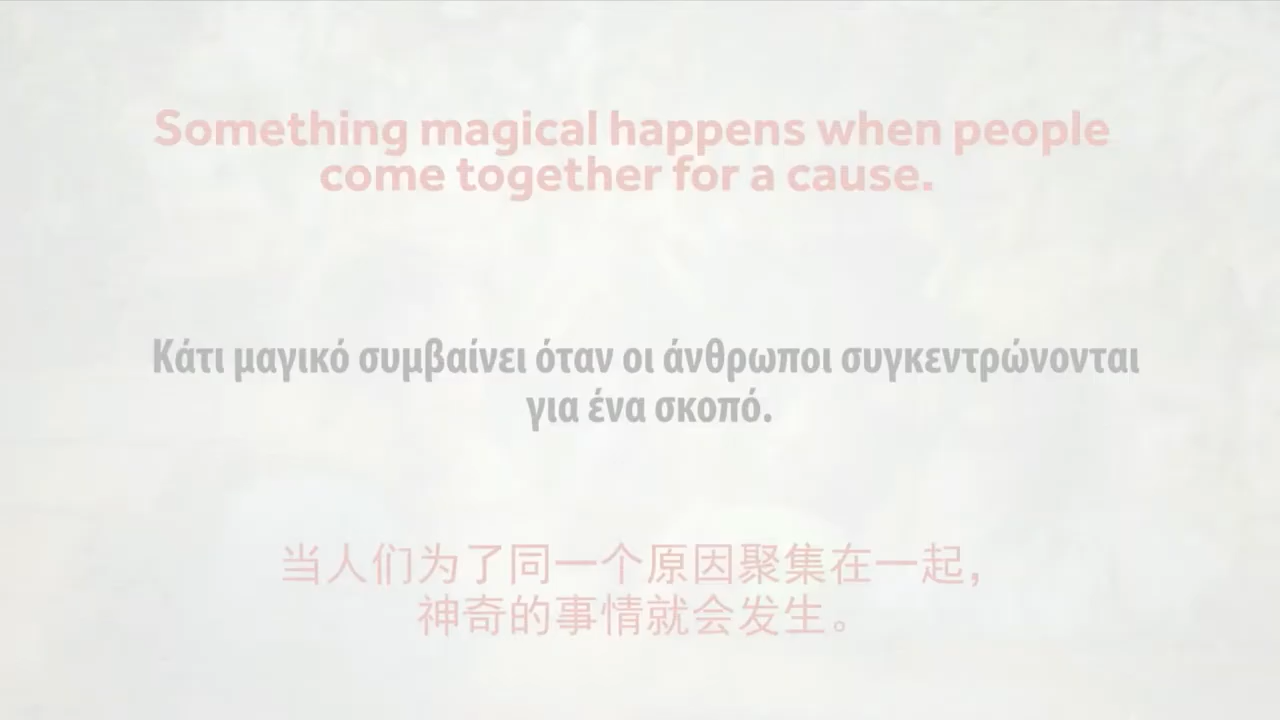 Something magical happens when people
come together for a cause.
Κάτι μαγικό συμβαίνει όταν οι άνθρωποι συγκεντρώνονται
για ένα σκοπό.
当人们为了同一个原因聚集在一起，
神奇的事情就会发生。